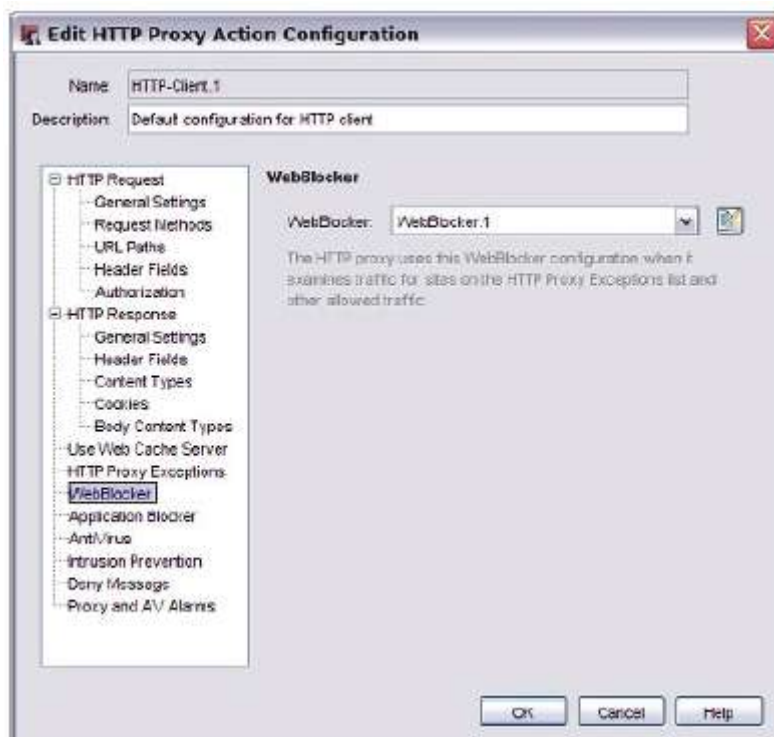 Edit HTTP Proxy Action Configuration
Name: HTTP-Client.1
Description: Default configuration for HTTP client
HTTP Request
General Settings
Request Methods
URL Paths
Header Fields
Authorization
HTTP Response
General Settings
Header Fields
Content Types
Cookies
Body Content Types
Use Web Cache Server
HTTP Proxy Exceptions
WebBlocker
Application Blocker
AntiVirus
Intrusion Prevention
Deny Message
Proxy and AV Alarms
WebBlocker
WebBlocker: WebBlocker.1
The HTTP proxy uses this WebBlocker configuration when it
examines traffic for sites on the HTTP Proxy Exceptions list and
other allowed traffic.
OK Cancel Help